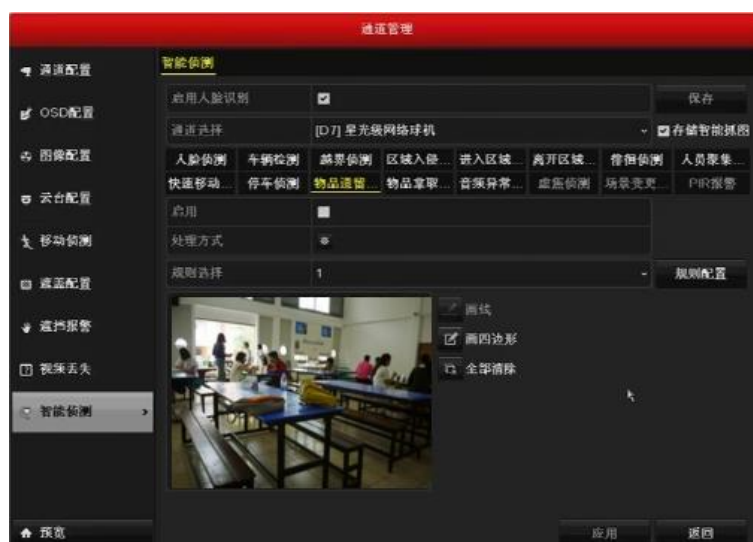 通道管理
通道配置
OSD配置
图像配置
云台配置
移动侦测
遮盖配置
遮挡报警
视频丢失
智能侦测
预览
智能侦测
启用人脸识别
保存
通道选择 [D7] 星光级网络球机
存储智能抓图
人脸侦测 车辆检测 越界侦测 区域入侵... 进入区域... 离开区域... 徘徊侦测 人员聚集...
快速移动... 停车侦测 物品遗留... 物品拿取... 音频异常... 虚焦侦测 场景变更... PIR报警
启用
处理方式
规则选择 1 规则配置
画线
画四边形
全部清除
应用 返回